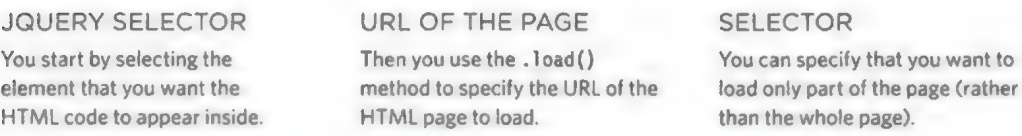 JQUERY SELECTOR
You start by selecting the
element that you want the
HTML code to appear inside.
URL OF THE PAGE
Then you use the .load()
method to specify the URL of the
HTML page to load.
SELECTOR
You can specify that you want to
load only part of the page (rather
than the whole page).